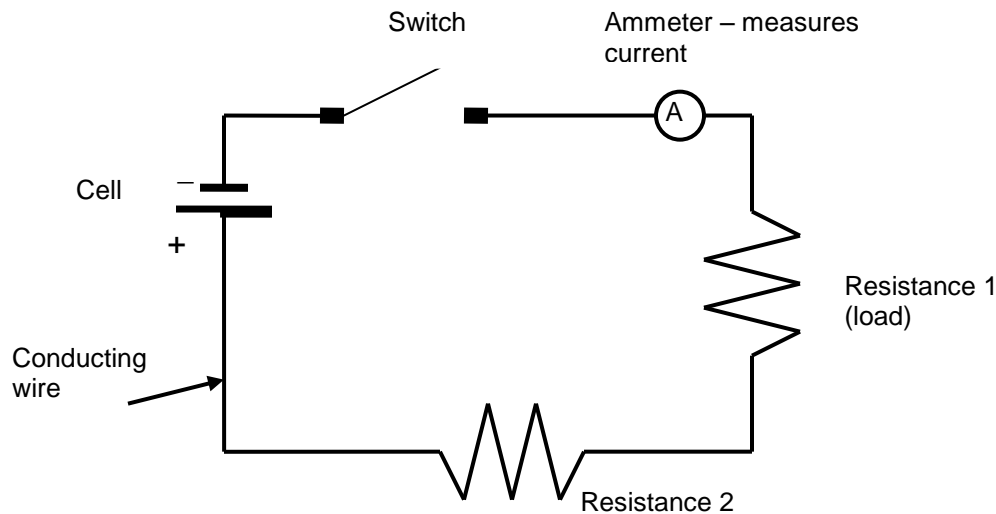 Switch
Ammeter – measures
current
A
Cell
–
+
Resistance 1
(load)
Conducting
wire
Resistance 2